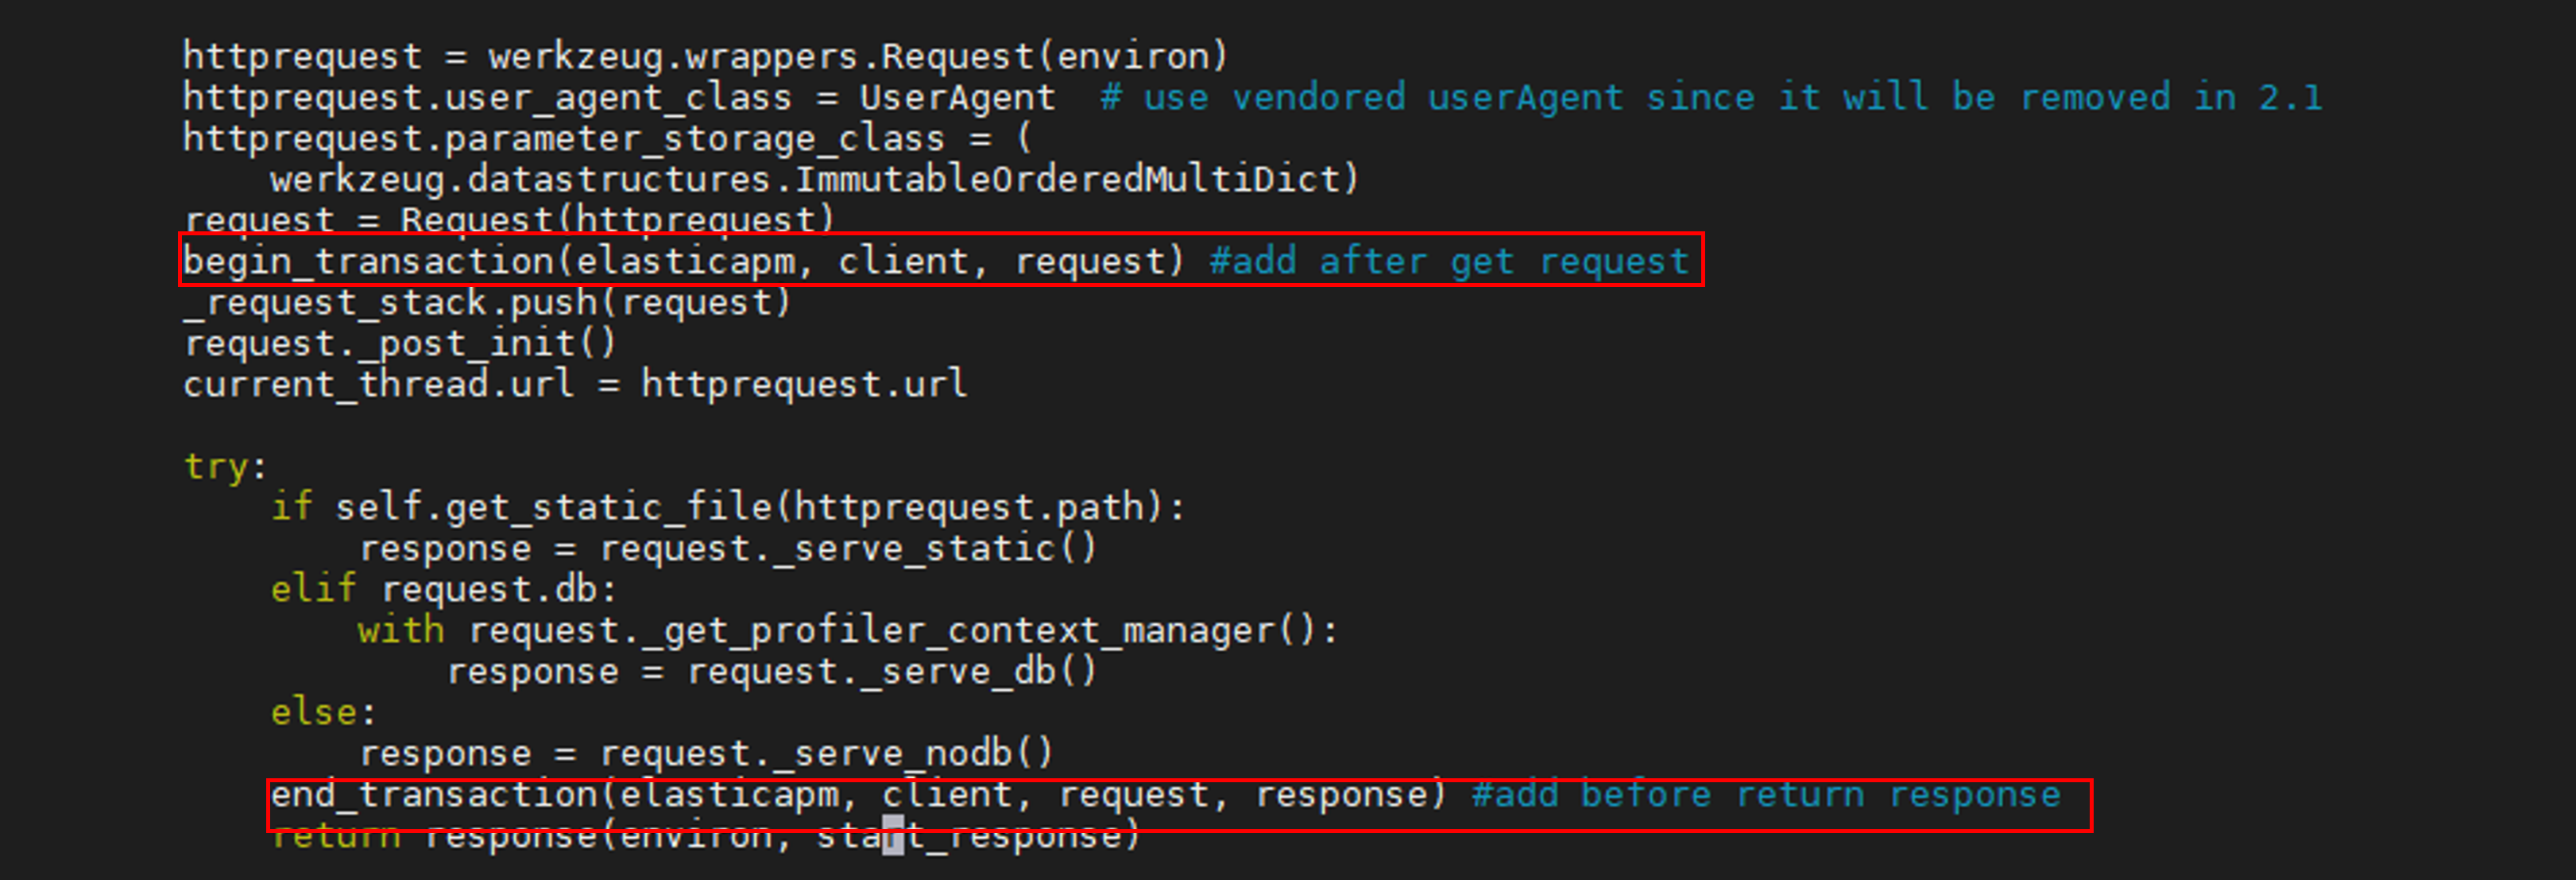 httprequest = werkzeug.wrappers.Request(environ)
httprequest.user_agent_class = UserAgent  # use vendored userAgent since it will be removed in 2.1
httprequest.parameter_storage_class = (
    werkzeug.datastructures.ImmutableOrderedMultiDict)
request = Request(httprequest)
begin_transaction(elasticapm, client, request) #add after get request
_request_stack.push(request)
request._post_init()
current_thread.url = httprequest.url

try:
    if self.get_static_file(httprequest.path):
        response = request._serve_static()
    elif request.db:
        with request._get_profiler_context_manager():
            response = request._serve_db()
    else:
        response = request._serve_nodb()
    end_transaction(elasticapm, client, request, response) #add before return response
    return response(environ, start_response)